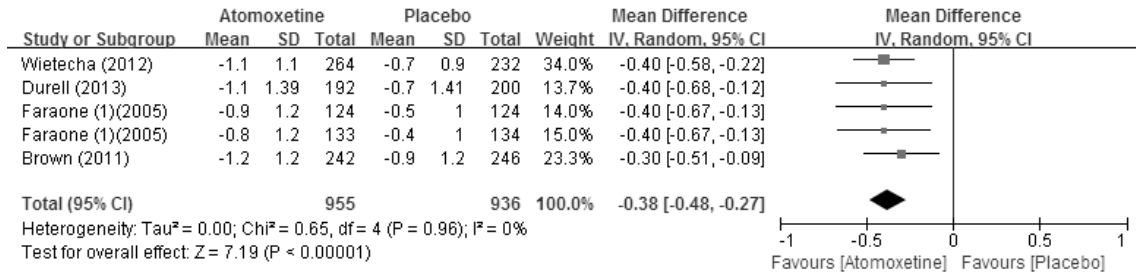 Atomoxetine Placebo Mean Difference Mean Difference
Study or Subgroup Mean SD Total Mean SD Total Weight IV, Random, 95% CI IV, Random, 95% CI
Wietecha (2012) -1.1 1.1 264 -0.7 0.9 232 34.0% -0.40 [-0.58, -0.22]
Durell (2013) -1.1 1.39 192 -0.7 1.41 200 13.7% -0.40 [-0.68, -0.12]
Faraone (1)(2005) -0.9 1.2 124 -0.5 1 124 14.0% -0.40 [-0.67, -0.13]
Faraone (1)(2005) -0.8 1.2 133 -0.4 1 134 15.0% -0.40 [-0.67, -0.13]
Brown (2011) -1.2 1.2 242 -0.9 1.2 246 23.3% -0.30 [-0.51, -0.09]
Total (95% CI) 955 936 100.0% -0.38 [-0.48, -0.27]
Heterogeneity: Tau² = 0.00; Chi² = 0.65, df = 4 (P = 0.96); I² = 0%
Test for overall effect: Z = 7.19 (P < 0.00001)
-1 -0.5 0 0.5 1
Favours [Atomoxetine] Favours [Placebo]